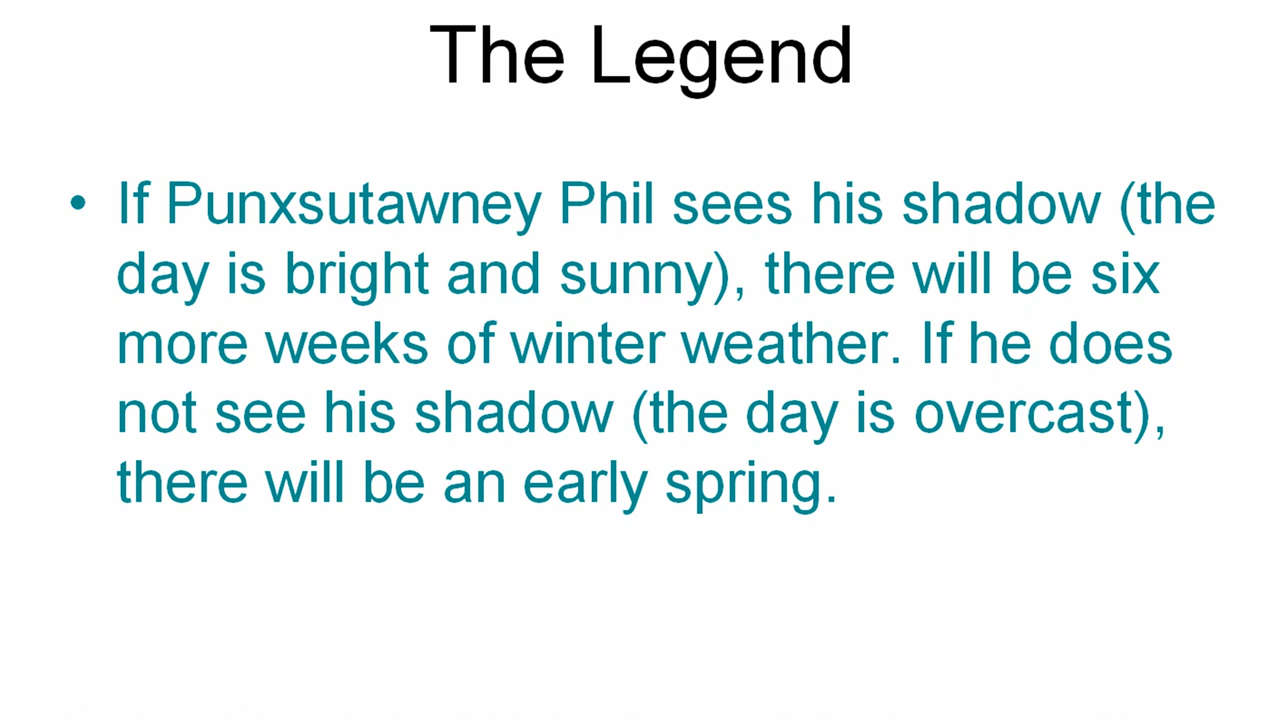 The Legend
• If Punxsutawney Phil sees his shadow (the
day is bright and sunny), there will be six
more weeks of winter weather. If he does
not see his shadow (the day is overcast),
there will be an early spring.